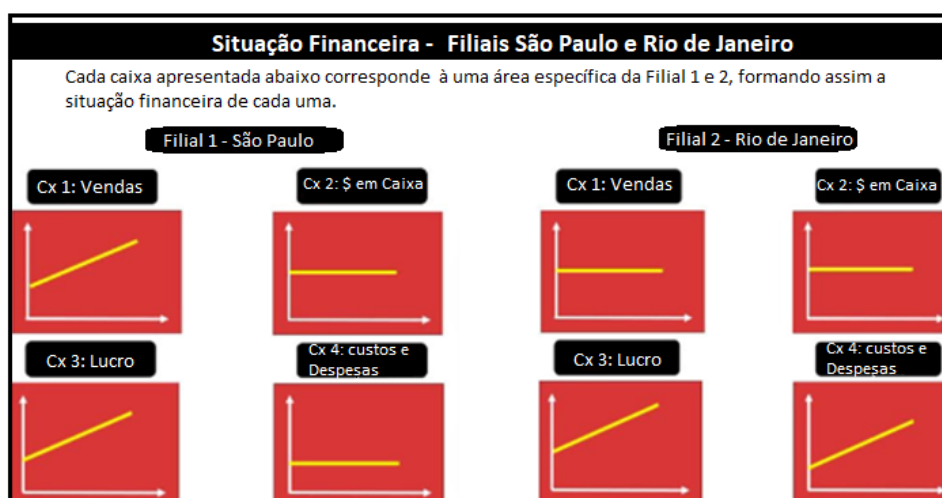 Situação Financeira - Filiais São Paulo e Rio de Janeiro
Cada caixa apresentada abaixo corresponde à uma área específica da Filial 1 e 2, formando assim a
situação financeira de cada uma.
Filial 1 - São Paulo
Filial 2 - Rio de Janeiro
Cx 1: Vendas
Cx 2: $ em Caixa
Cx 1: Vendas
Cx 2: $ em Caixa
Cx 3: Lucro
Cx 4: custos e
Despesas
Cx 3: Lucro
Cx 4: custos e
Despesas